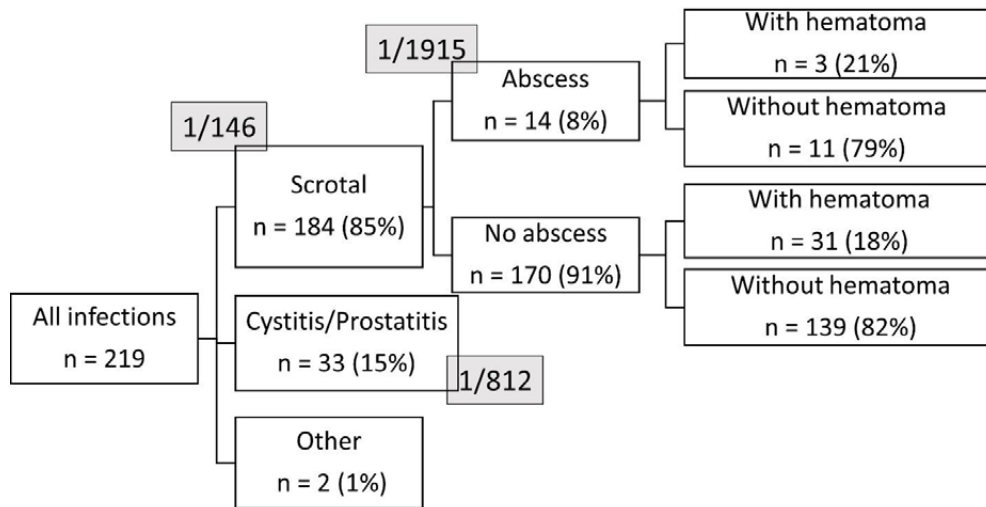 All infections
n = 219
1/146
Scrotal
n = 184 (85%)
Cystitis/Prostatitis
n = 33 (15%)
1/812
Other
n = 2 (1%)
1/1915
Abscess
n = 14 (8%)
No abscess
n = 170 (91%)
With hematoma
n = 3 (21%)
Without hematoma
n = 11 (79%)
With hematoma
n = 31 (18%)
Without hematoma
n = 139 (82%)